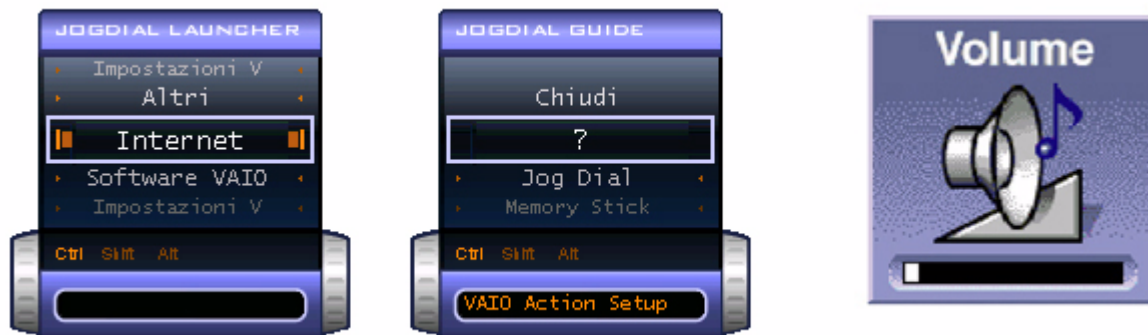 JOGDIAL LAUNCHER
Impostazioni V
Altri
Internet
Software VAIO
Impostazioni V
Ctrl Shift Alt
JOGDIAL GUIDE
Chiudi
?
Jog Dial
Memory Stick
Ctrl Shift Alt
VAIO Action Setup
Volume